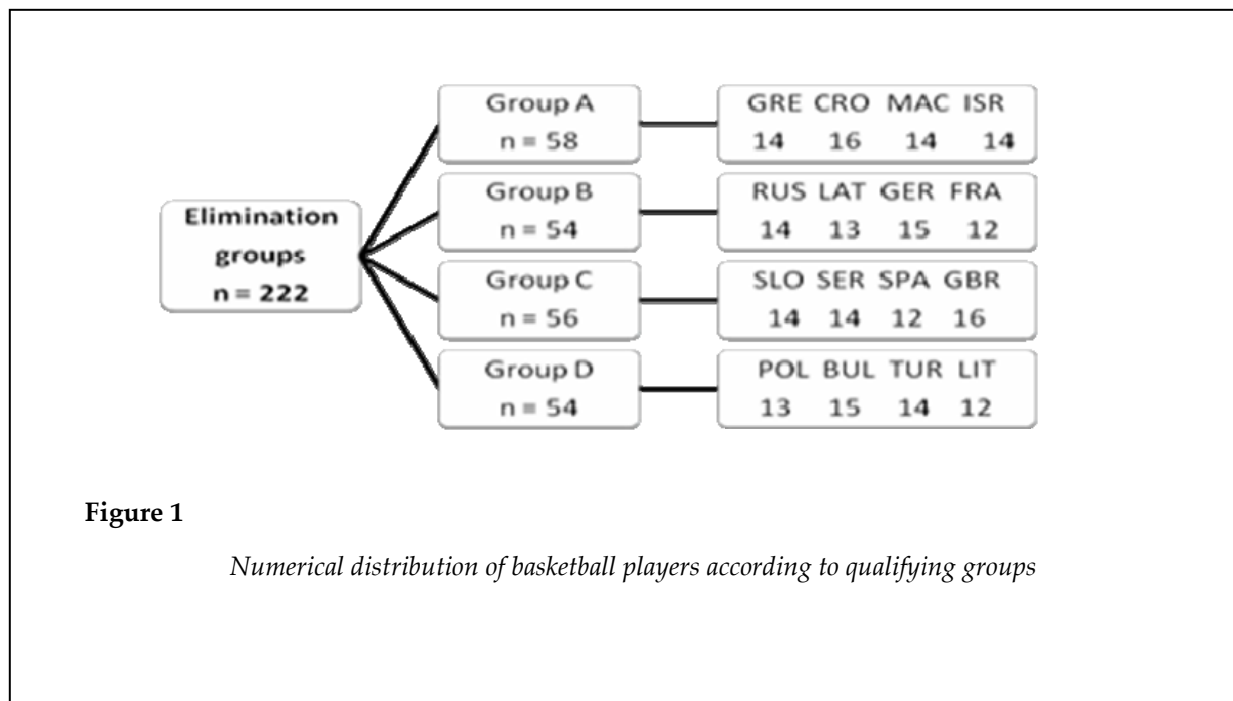 Elimination
groups
n = 222
Group A
n = 58
GRE CRO MAC ISR
14 16 14 14
Group B
n = 54
RUS LAT GER FRA
14 13 15 12
Group C
n = 56
SLO SER SPA GBR
14 14 12 16
Group D
n = 54
POL BUL TUR LIT
13 15 14 12
Figure 1
Numerical distribution of basketball players according to qualifying groups